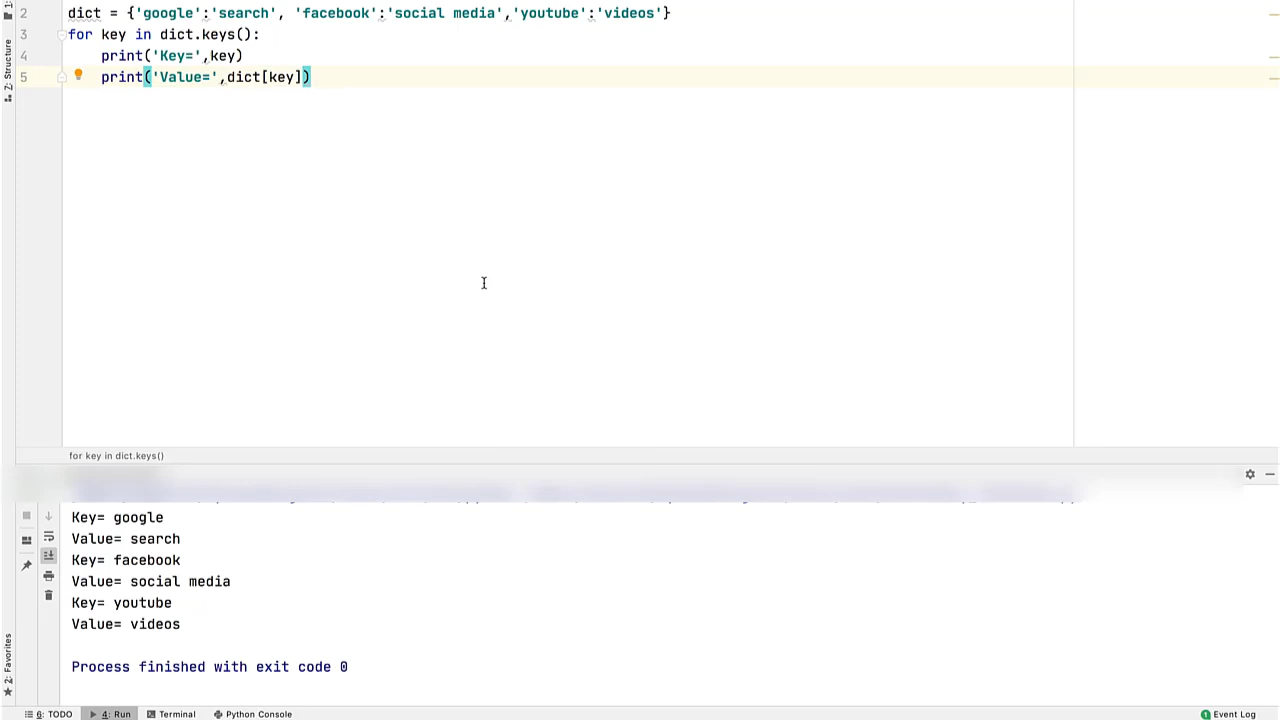 2 dict = {'google':'search', 'facebook':'social media','youtube':'videos'}
3 for key in dict.keys():
4 print('Key=',key)
5 print('Value=',dict[key])
Z: Structure
for key in dict.keys()
Key= google
Value= search
Key= facebook
Value= social media
Key= youtube
Value= videos
Process finished with exit code 0
2: Favorites
6: TODO 4: Run Terminal Python Console 1 Event Log